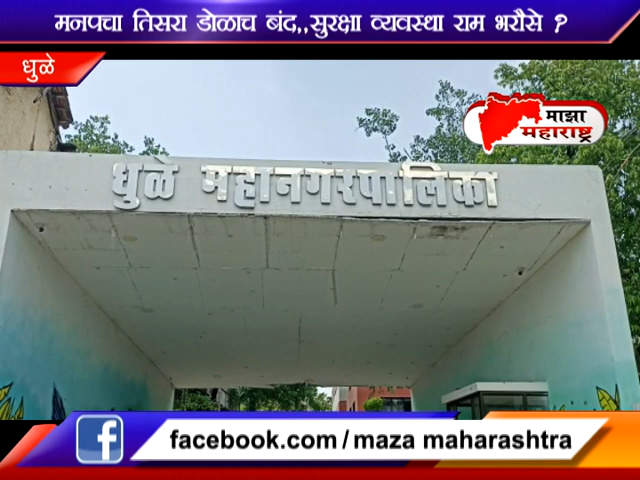 मनपचा तिसरा डोळाच बंद,,सुरक्षा व्यवस्था राम भरौसे ?
धुळे
माझा
महाराष्ट्र
धुळे महानगरपालिका
facebook.com / maza maharashtra